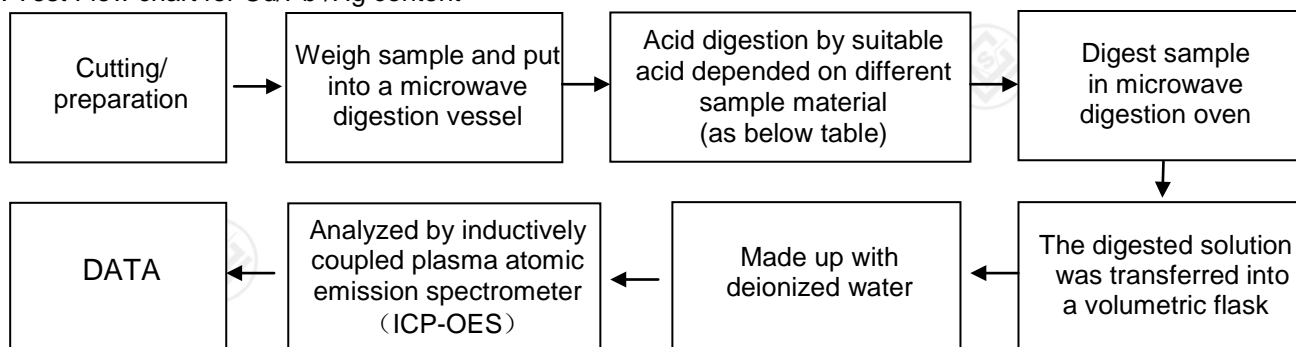 Test Flow chart for Cd/Pb/Hg content
Cutting/
preparation
Weigh sample and put
into a microwave
digestion vessel
Acid digestion by suitable
acid depended on different
sample material
(as below table)
Digest sample
in microwave
digestion oven
The digested solution
was transferred into
a volumetric flask
Made up with
deionized water
Analyzed by inductively
coupled plasma atomic
emission spectrometer
（ICP-OES）
DATA